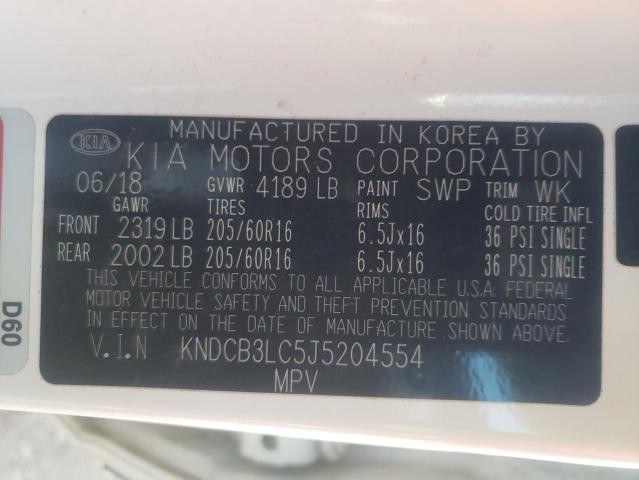 KIA
MANUFACTURED IN KOREA BY
KIA MOTORS CORPORATION
06/18 GVWR 4189 LB PAINT SWP TRIM WK
GAWR TIRES RIMS COLD TIRE INFL
FRONT 2319 LB 205/60R16 6.5Jx16 36 PSI SINGLE
REAR 2002 LB 205/60R16 6.5Jx16 36 PSI SINGLE
THIS VEHICLE CONFORMS TO ALL APPLICABLE U.S.A. FEDERAL
MOTOR VEHICLE SAFETY AND THEFT PREVENTION STANDARDS
IN EFFECT ON THE DATE OF MANUFACTURE SHOWN ABOVE.
V.I.N KNDCB3LC5J5204554
MPV
D60